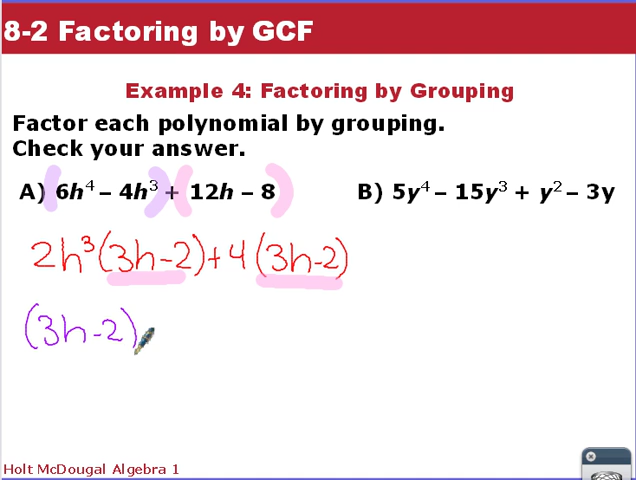 8-2 Factoring by GCF
Example 4: Factoring by Grouping
Factor each polynomial by grouping.
Check your answer.
A) 6h⁴ – 4h³ + 12h – 8 B) 5y⁴ – 15y³ + y² – 3y
2h³(3h-2)+4(3h-2)
(3h-2)
Holt McDougal Algebra 1